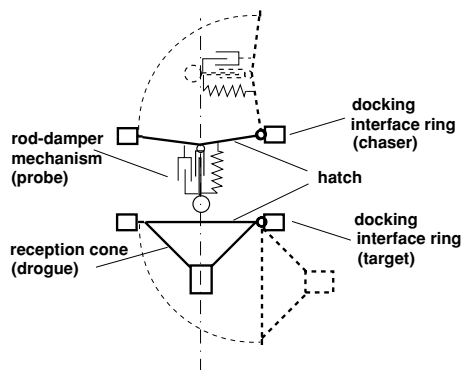 docking
interface ring
(chaser)
rod-damper
mechanism
(probe)
hatch
docking
interface ring
(target)
reception cone
(drogue)